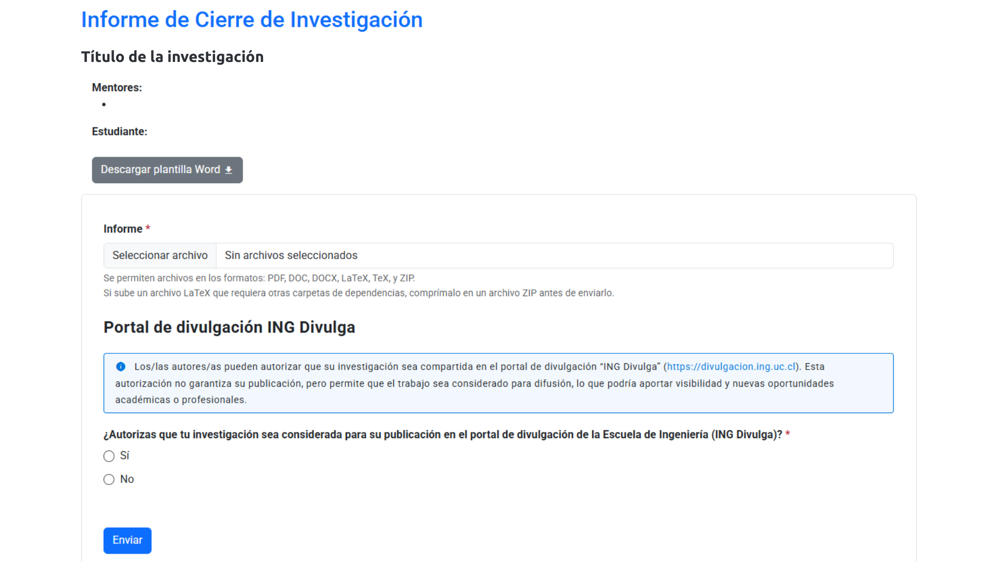 Informe de Cierre de Investigación
Título de la investigación
Mentores:
•
Estudiante:
Descargar plantilla Word
Informe *
Seleccionar archivo Sin archivos seleccionados
Se permiten archivos en los formatos: PDF, DOC, DOCX, LaTeX, TeX, y ZIP.
Si sube un archivo LaTeX que requiera otras carpetas de dependencias, comprímalo en un archivo ZIP antes de enviarlo.
Portal de divulgación ING Divulga
Los/las autores/as pueden autorizar que su investigación sea compartida en el portal de divulgación “ING Divulga” (https://divulgacion.ing.uc.cl). Esta
autorización no garantiza su publicación, pero permite que el trabajo sea considerado para difusión, lo que podría aportar visibilidad y nuevas oportunidades
académicas o profesionales.
¿Autorizas que tu investigación sea considerada para su publicación en el portal de divulgación de la Escuela de Ingeniería (ING Divulga)? *
Sí
No
Enviar